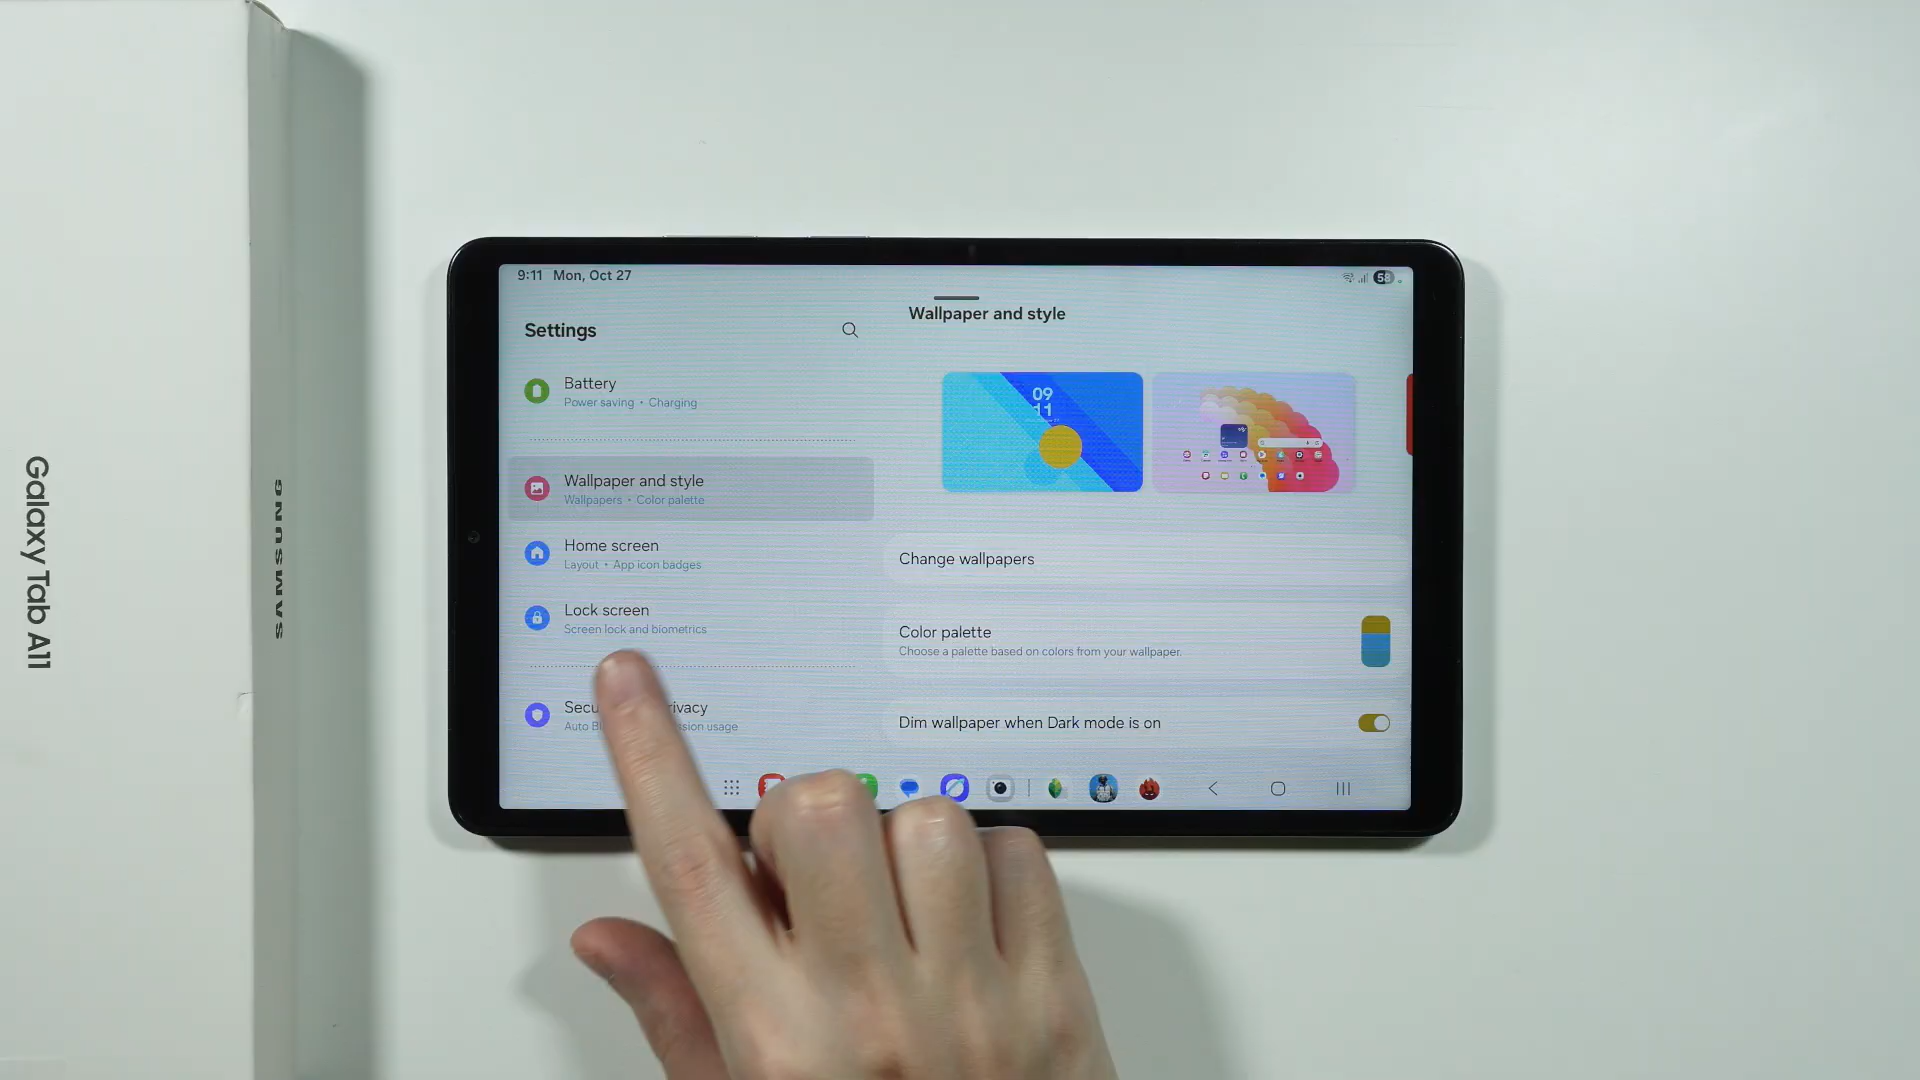 Galaxy Tab A11
SAMSUNG
9:11 Mon, Oct 27
58
Settings
Battery
Power saving • Charging
Wallpaper and style
Wallpapers • Color palette
Home screen
Layout • App icon badges
Lock screen
Screen lock and biometrics
Wallpaper and style
09
11
Change wallpapers
Color palette
Choose a palette based on colors from your wallpaper.
Dim wallpaper when Dark mode is on